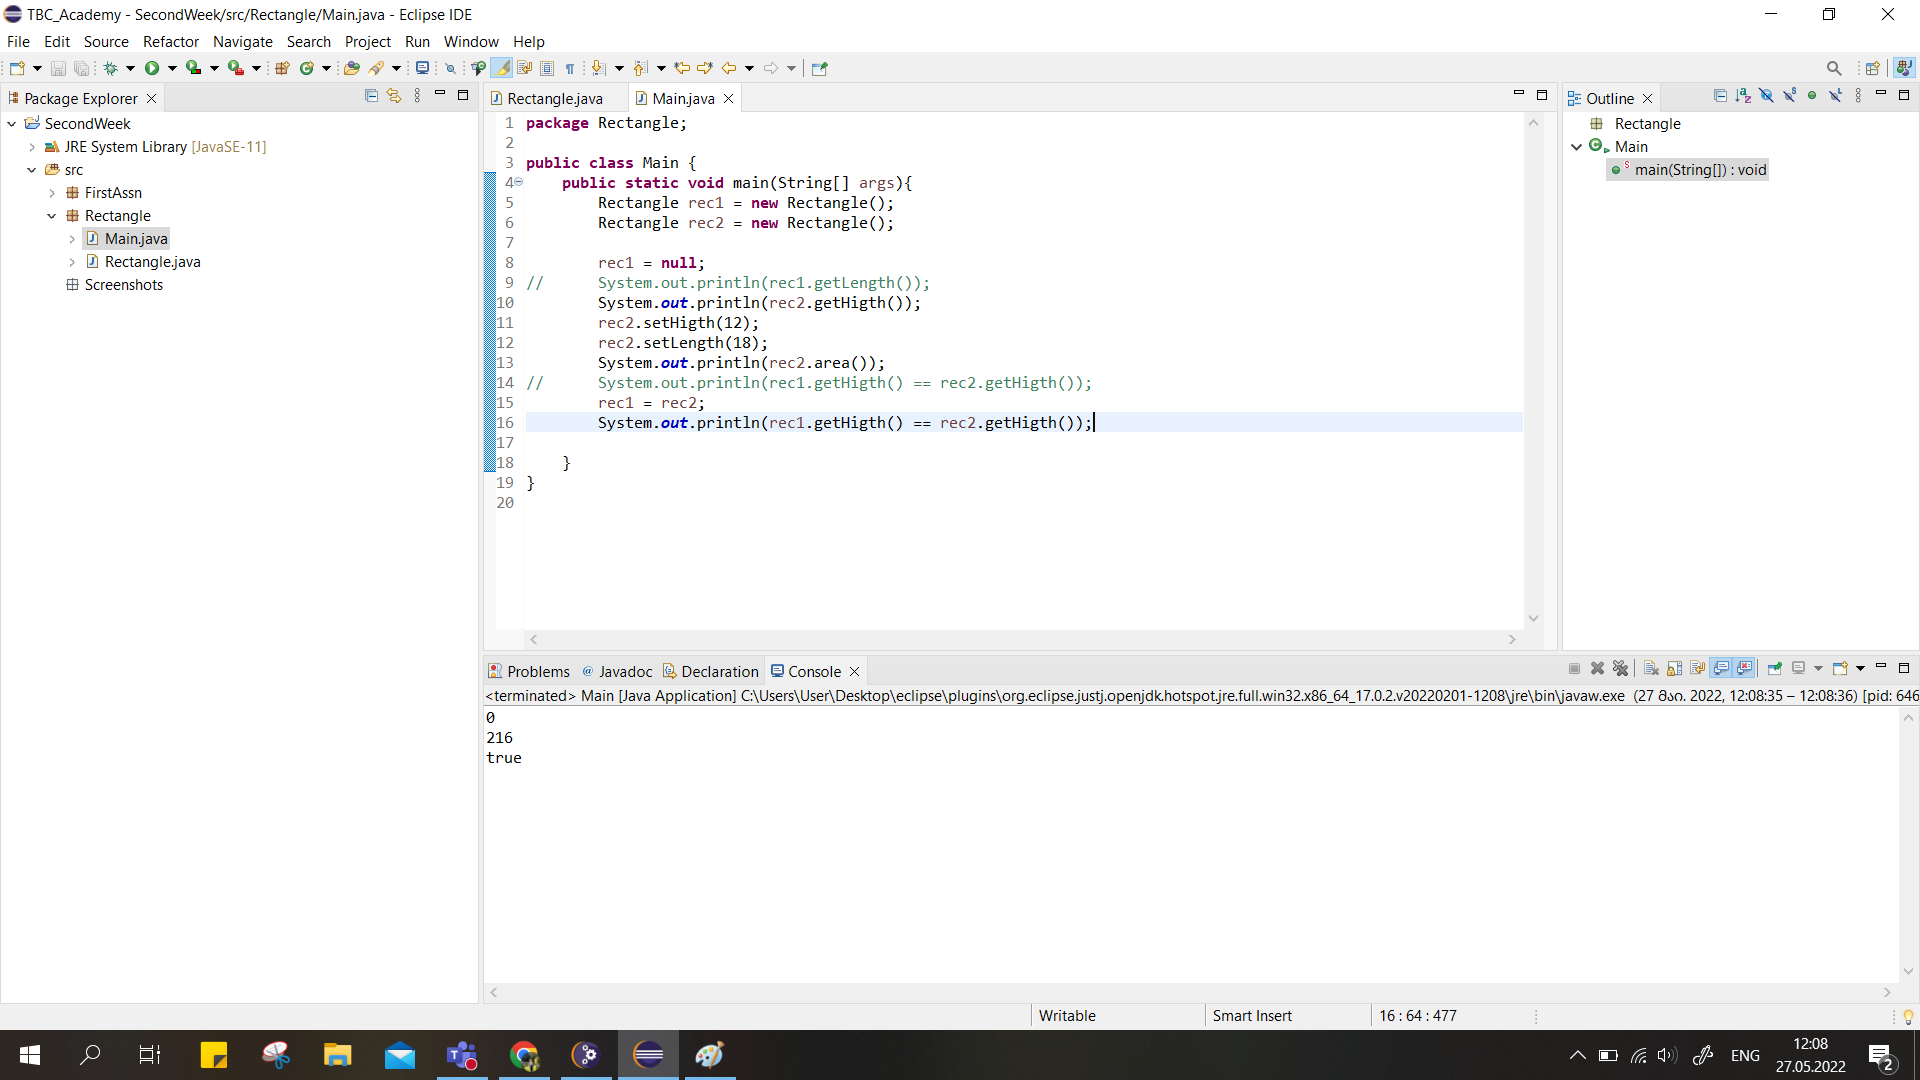 TBC_Academy - SecondWeek/src/Rectangle/Main.java - Eclipse IDE
File Edit Source Refactor Navigate Search Project Run Window Help
Package Explorer
SecondWeek
JRE System Library [JavaSE-11]
src
FirstAssn
Rectangle
Main.java
Rectangle.java
Screenshots
Rectangle.java Main.java
1 package Rectangle;
2
3 public class Main {
4 public static void main(String[] args){
5 Rectangle rec1 = new Rectangle();
6 Rectangle rec2 = new Rectangle();
7
8 rec1 = null;
9 // System.out.println(rec1.getLength());
10 System.out.println(rec2.getHigth());
11 rec2.setHigth(12);
12 rec2.setLength(18);
13 System.out.println(rec2.area());
14 // System.out.println(rec1.getHigth() == rec2.getHigth());
15 rec1 = rec2;
16 System.out.println(rec1.getHigth() == rec2.getHigth());
17
18 }
19 }
20
Outline
Rectangle
Main
main(String[]) : void
Problems Javadoc Declaration Console
<terminated> Main [Java Application] C:\Users\User\Desktop\eclipse\plugins\org.eclipse.justj.openjdk.hotspot.jre.full.win32.x86_64_17.0.2.v20220201-1208\jre\bin\javaw.exe (27 მაი. 2022, 12:08:35 – 12:08:36) [pid: 646
0
216
true
Writable Smart Insert 16 : 64 : 477
ENG
12:08
27.05.2022
2